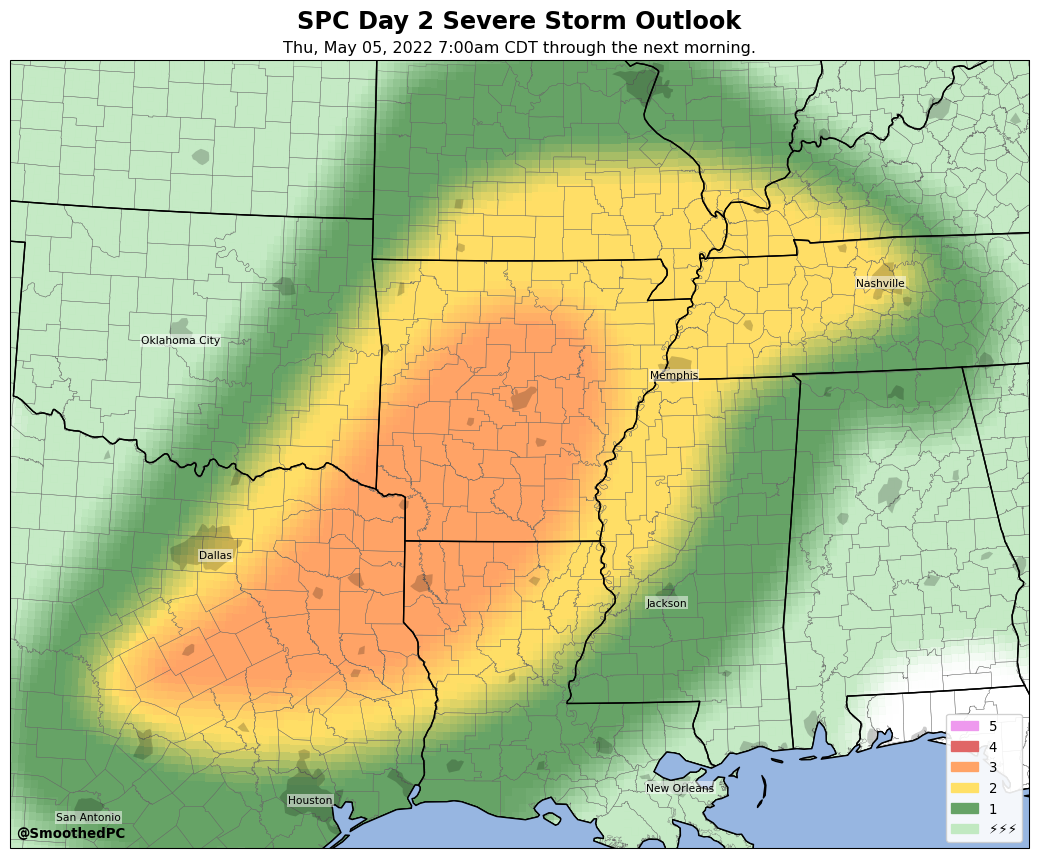 SPC Day 2 Severe Storm Outlook
Thu, May 05, 2022 7:00am CDT through the next morning.
Nashville
Oklahoma City
Memphis
Dallas
Jackson
New Orleans
Houston
San Antonio
@SmoothedPC
5
4
3
2
1
⚡⚡⚡